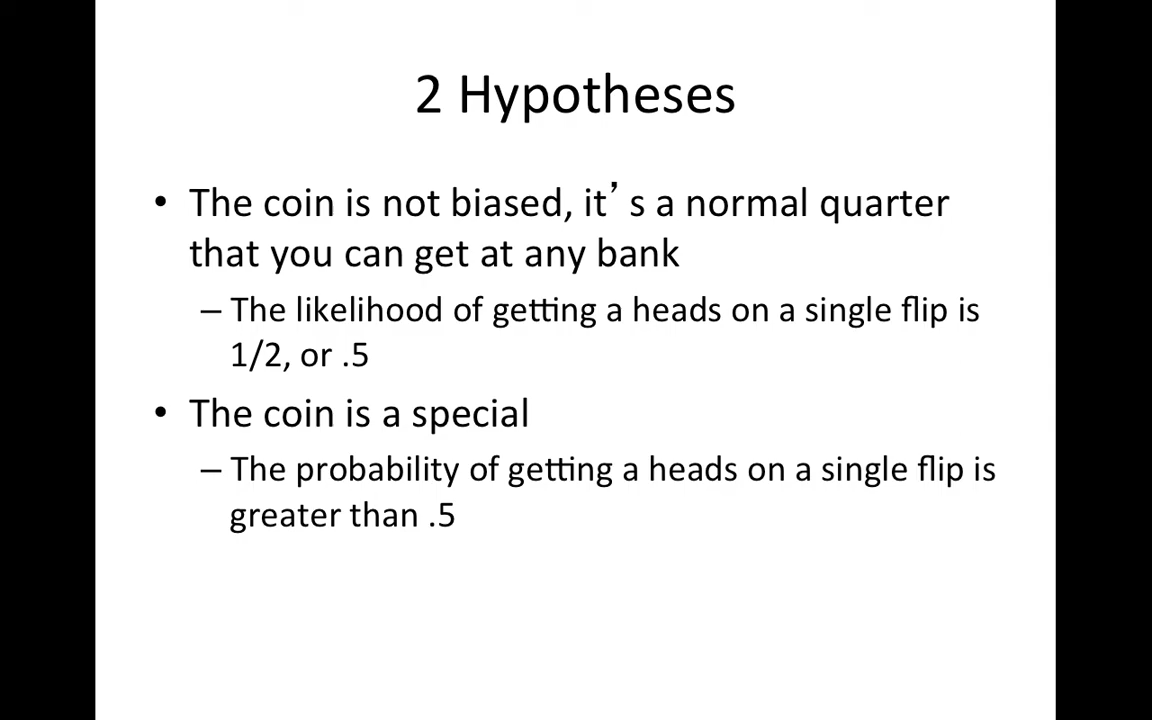 2 Hypotheses
• The coin is not biased, it’s a normal quarter
that you can get at any bank
– The likelihood of getting a heads on a single flip is
1/2, or .5
• The coin is a special
– The probability of getting a heads on a single flip is
greater than .5